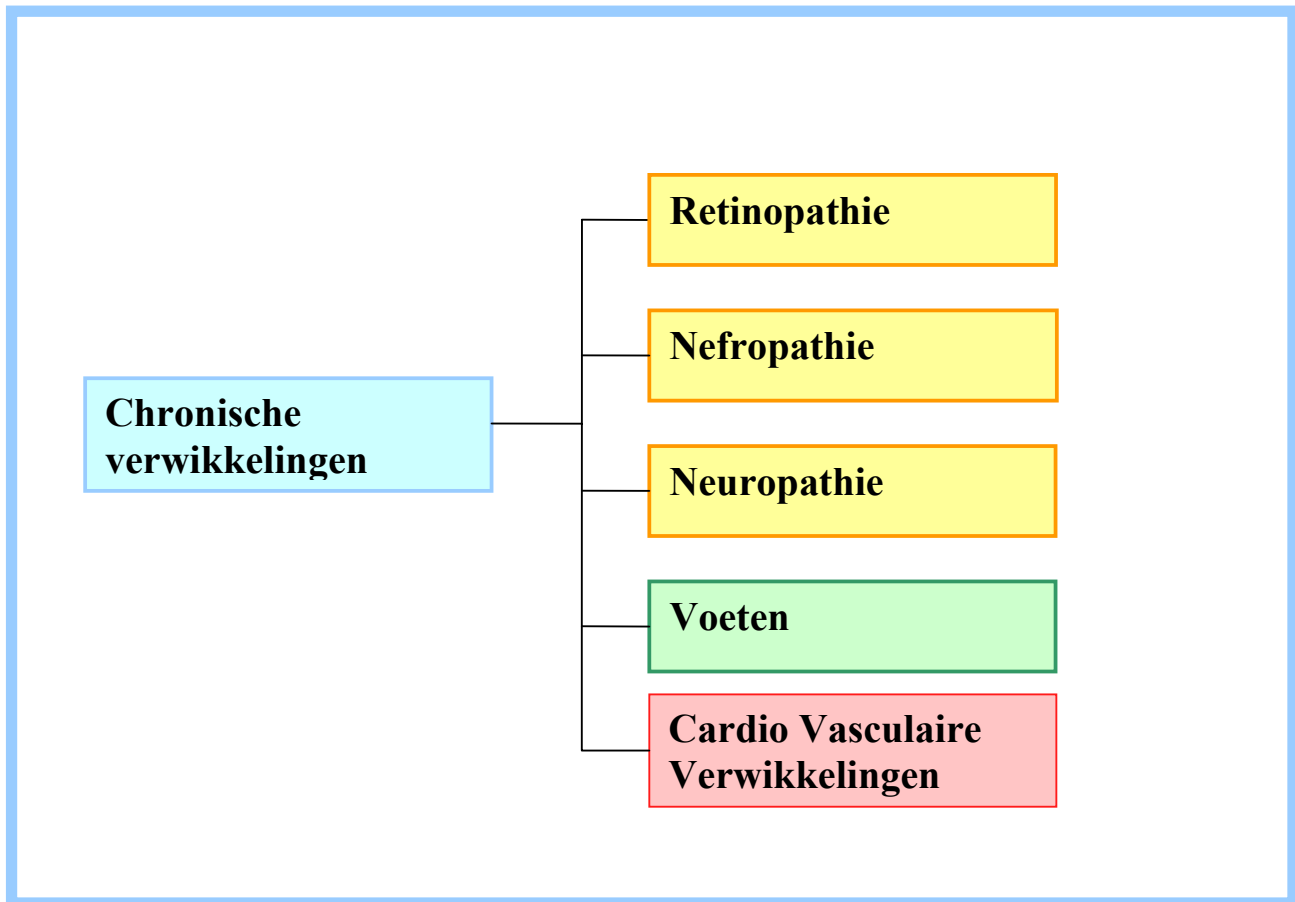 Retinopathie
Nefropathie
Chronische
verwikkelingen
Neuropathie
Voeten
Cardio Vasculaire
Verwikkelingen